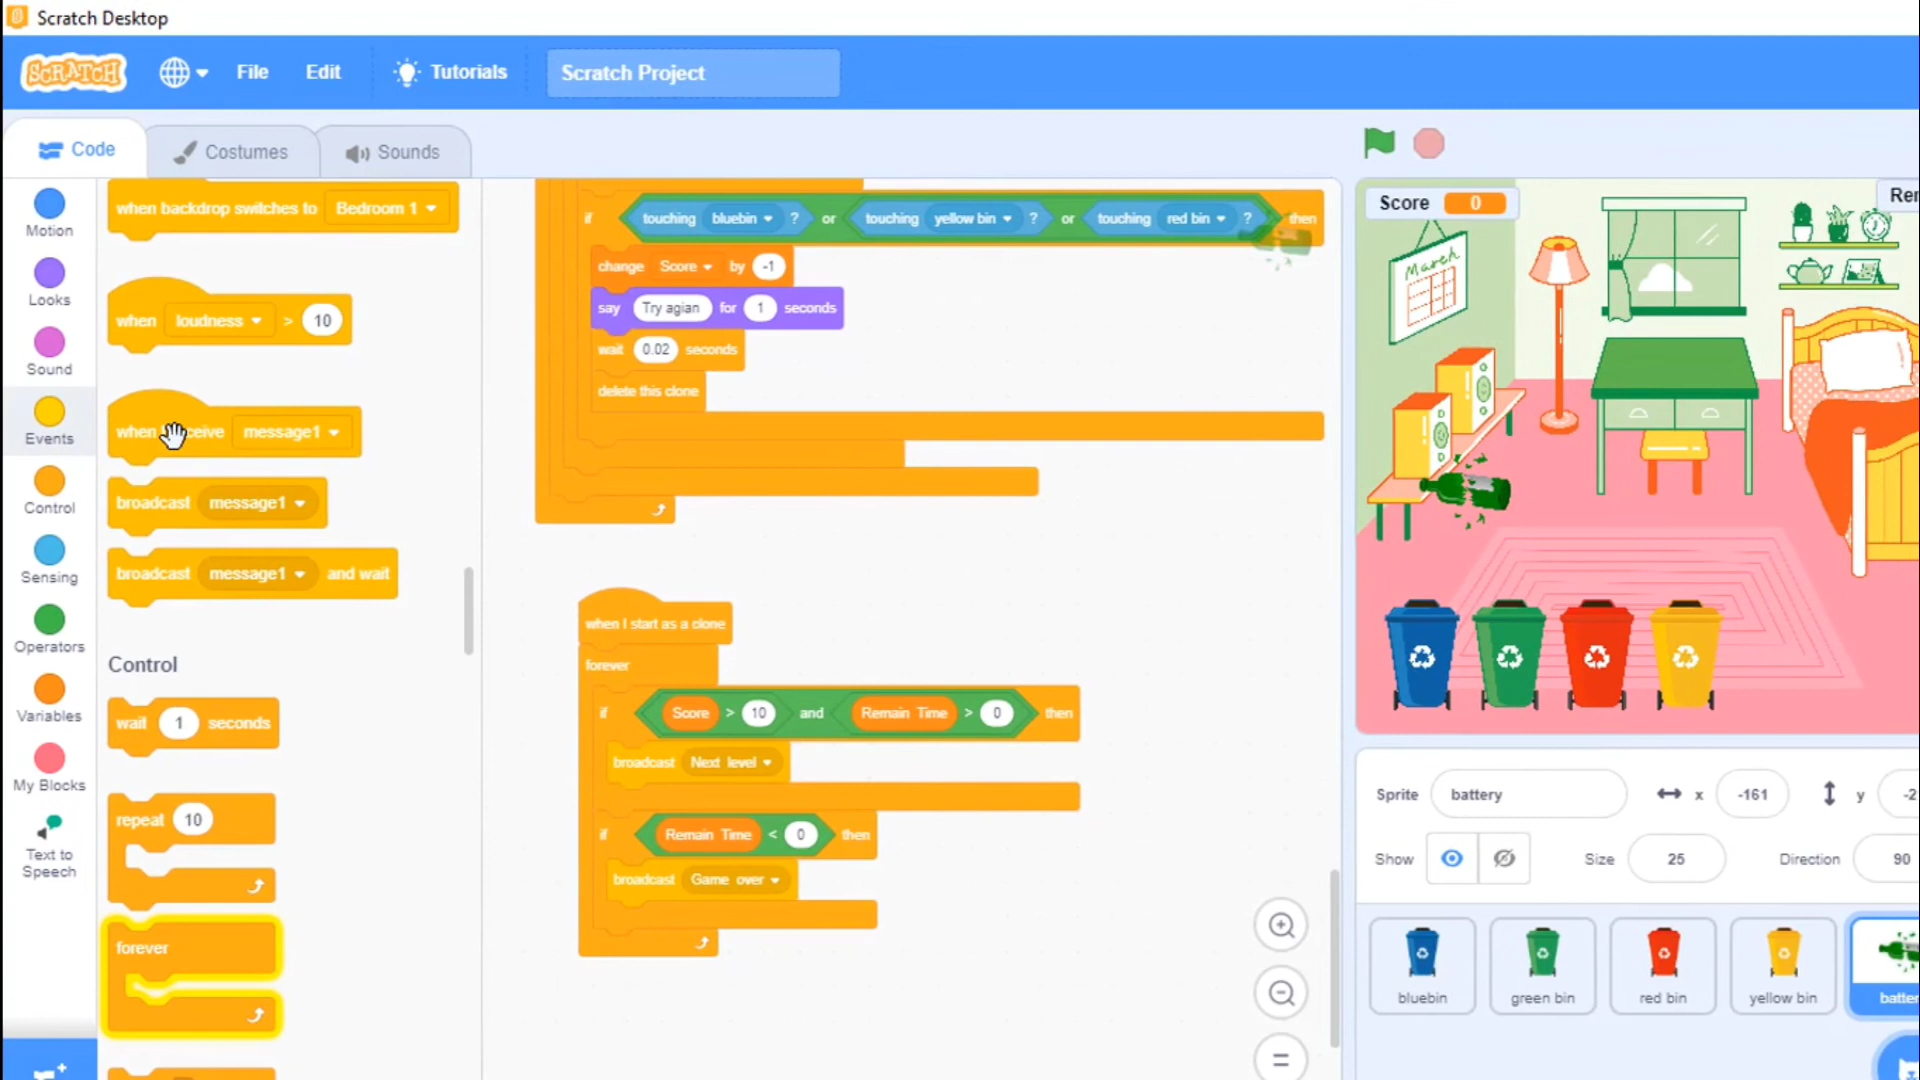 Scratch Desktop
SCRATCH File Edit Tutorials Scratch Project
Code Costumes Sounds
Motion
Looks
Sound
Events
Control
Sensing
Operators
Variables
My Blocks
Text to
Speech
when backdrop switches to Bedroom 1
when loudness > 10
when message1
broadcast message1
broadcast message1 and wait
Control
wait 1 seconds
repeat 10
forever
if touching bluebin ? or touching yellow bin ? or touching red bin ? then
change Score by -1
say Try agian for 1 seconds
wait 0.02 seconds
delete this clone
when I start as a clone
forever
if Score > 10 and Remain Time > 0 then
broadcast Next level
if Remain Time < 0 then
broadcast Game over
Score 0
March
Sprite battery x -161 y
Show Size 25 Direction 90
bluebin green bin red bin yellow bin